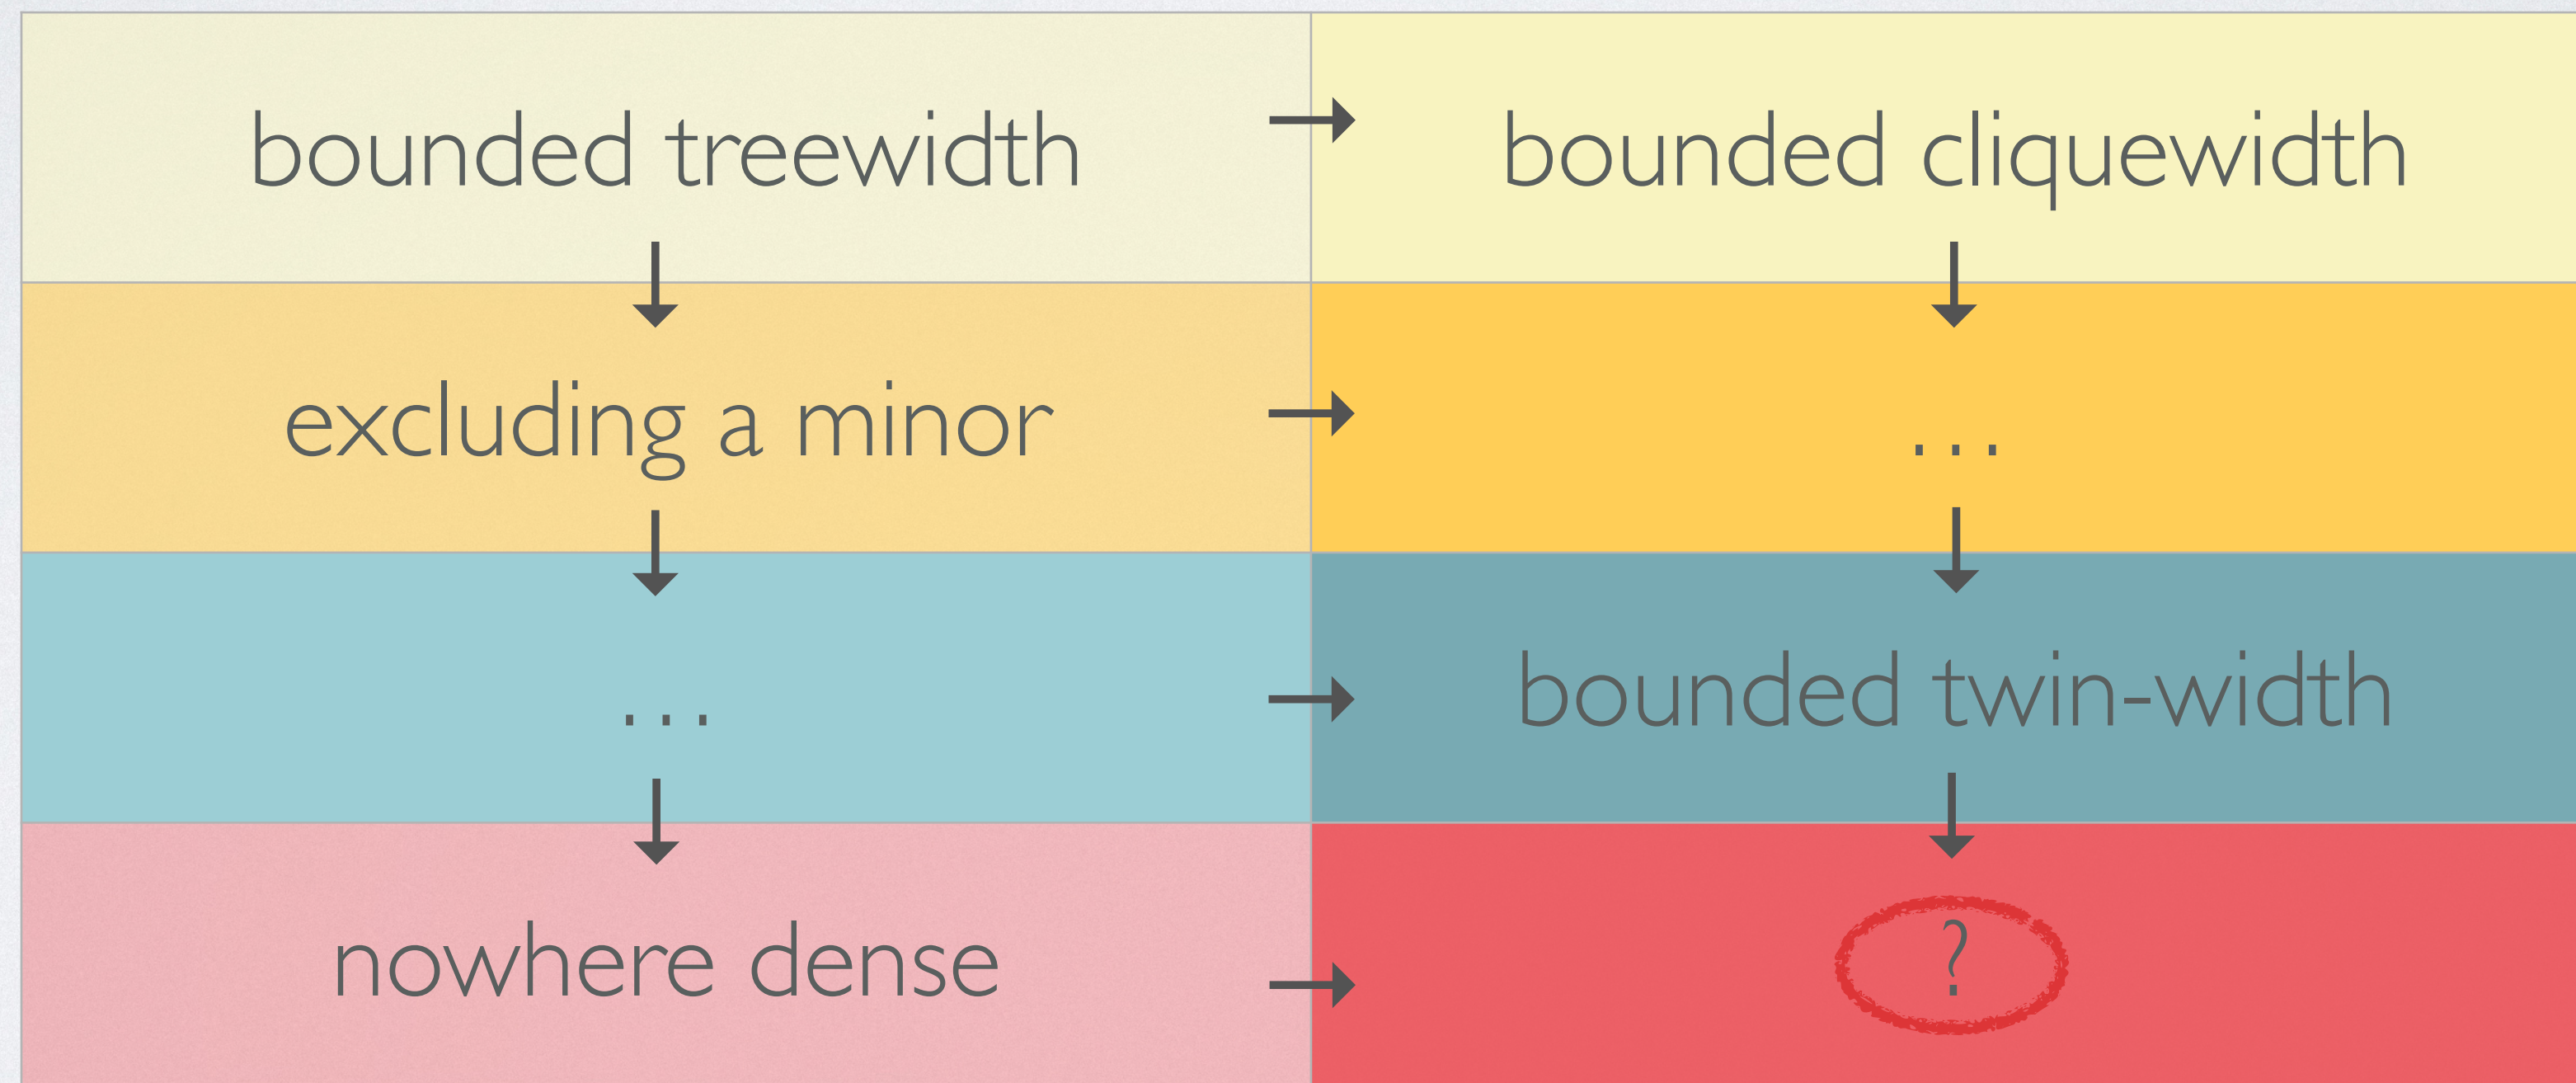 bounded treewidth
bounded cliquewidth
excluding a minor
...
...
bounded twin-width
nowhere dense
?